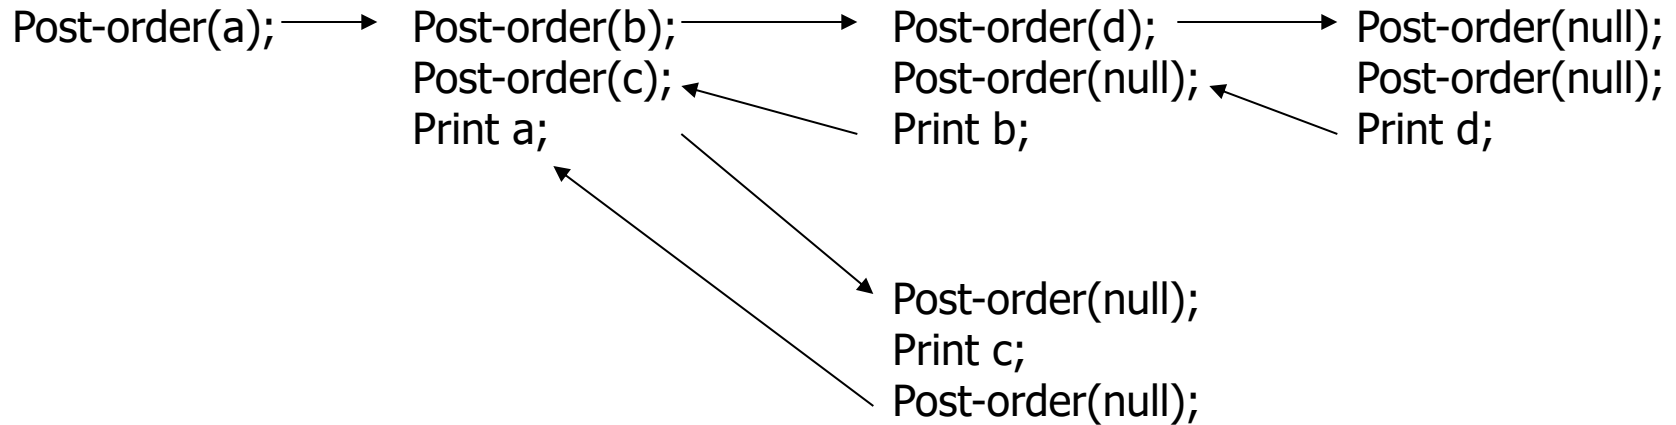 Post-order(a);
Post-order(b);
Post-order(c);
Print a;
Post-order(d);
Post-order(null);
Print b;
Post-order(null);
Post-order(null);
Print d;
Post-order(null);
Print c;
Post-order(null);